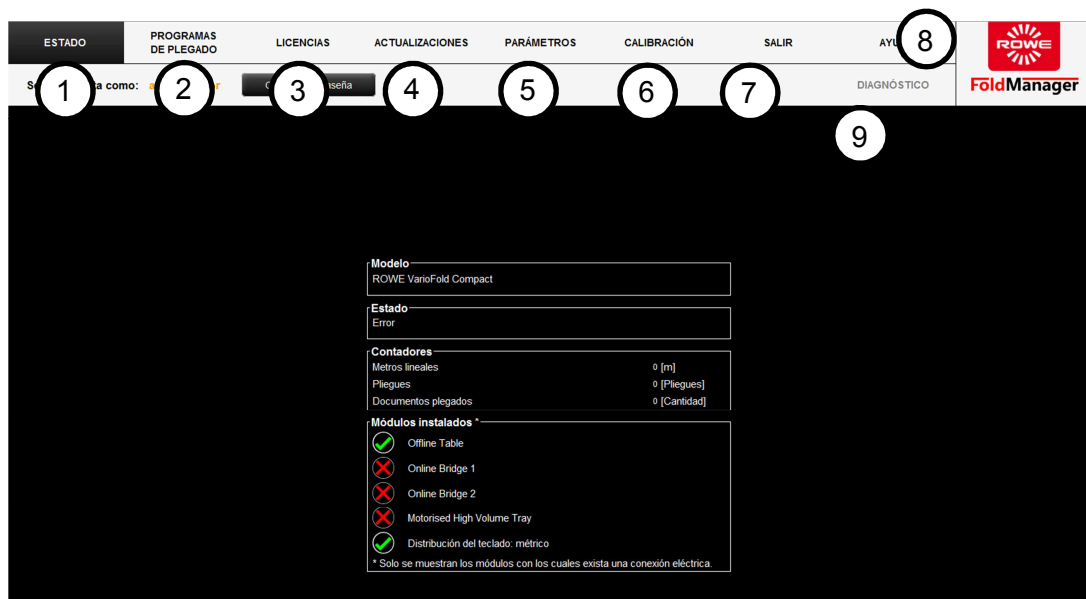 ESTADO
PROGRAMAS
DE PLEGADO
LICENCIAS
ACTUALIZACIONES
PARÁMETROS
CALIBRACIÓN
SALIR
8
ROWE
FoldManager
como:
DIAGNÓSTICO
1
2
3
4
5
6
7
9
Modelo
ROWE VarioFold Compact
Estado
Error
Contadores
Metros lineales 0 [m]
Pliegues 0 [Pliegues]
Documentos plegados 0 [Cantidad]
Módulos instalados *
Offline Table
Online Bridge 1
Online Bridge 2
Motorised High Volume Tray
Distribución del teclado: métrico
* Solo se muestran los módulos con los cuales exista una conexión eléctrica.